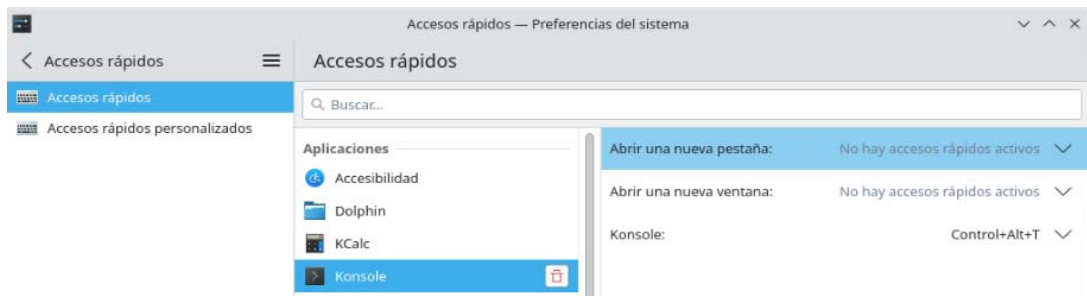 Accesos rápidos — Preferencias del sistema
Accesos rápidos
Accesos rápidos
Accesos rápidos
Accesos rápidos personalizados
Buscar...
Aplicaciones
Accesibilidad
Dolphin
KCalc
Konsole
Abrir una nueva pestaña: No hay accesos rápidos activos
Abrir una nueva ventana: No hay accesos rápidos activos
Konsole: Control+Alt+T